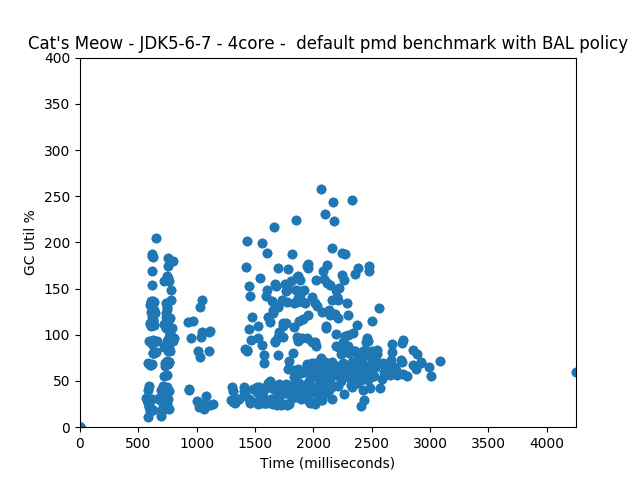 Cat's Meow - JDK5-6-7 - 4core -  default pmd benchmark with BAL policy
400
350
300
250
200
150
100
50
0
GC Util %
0 500 1000 1500 2000 2500 3000 3500 4000
Time (milliseconds)